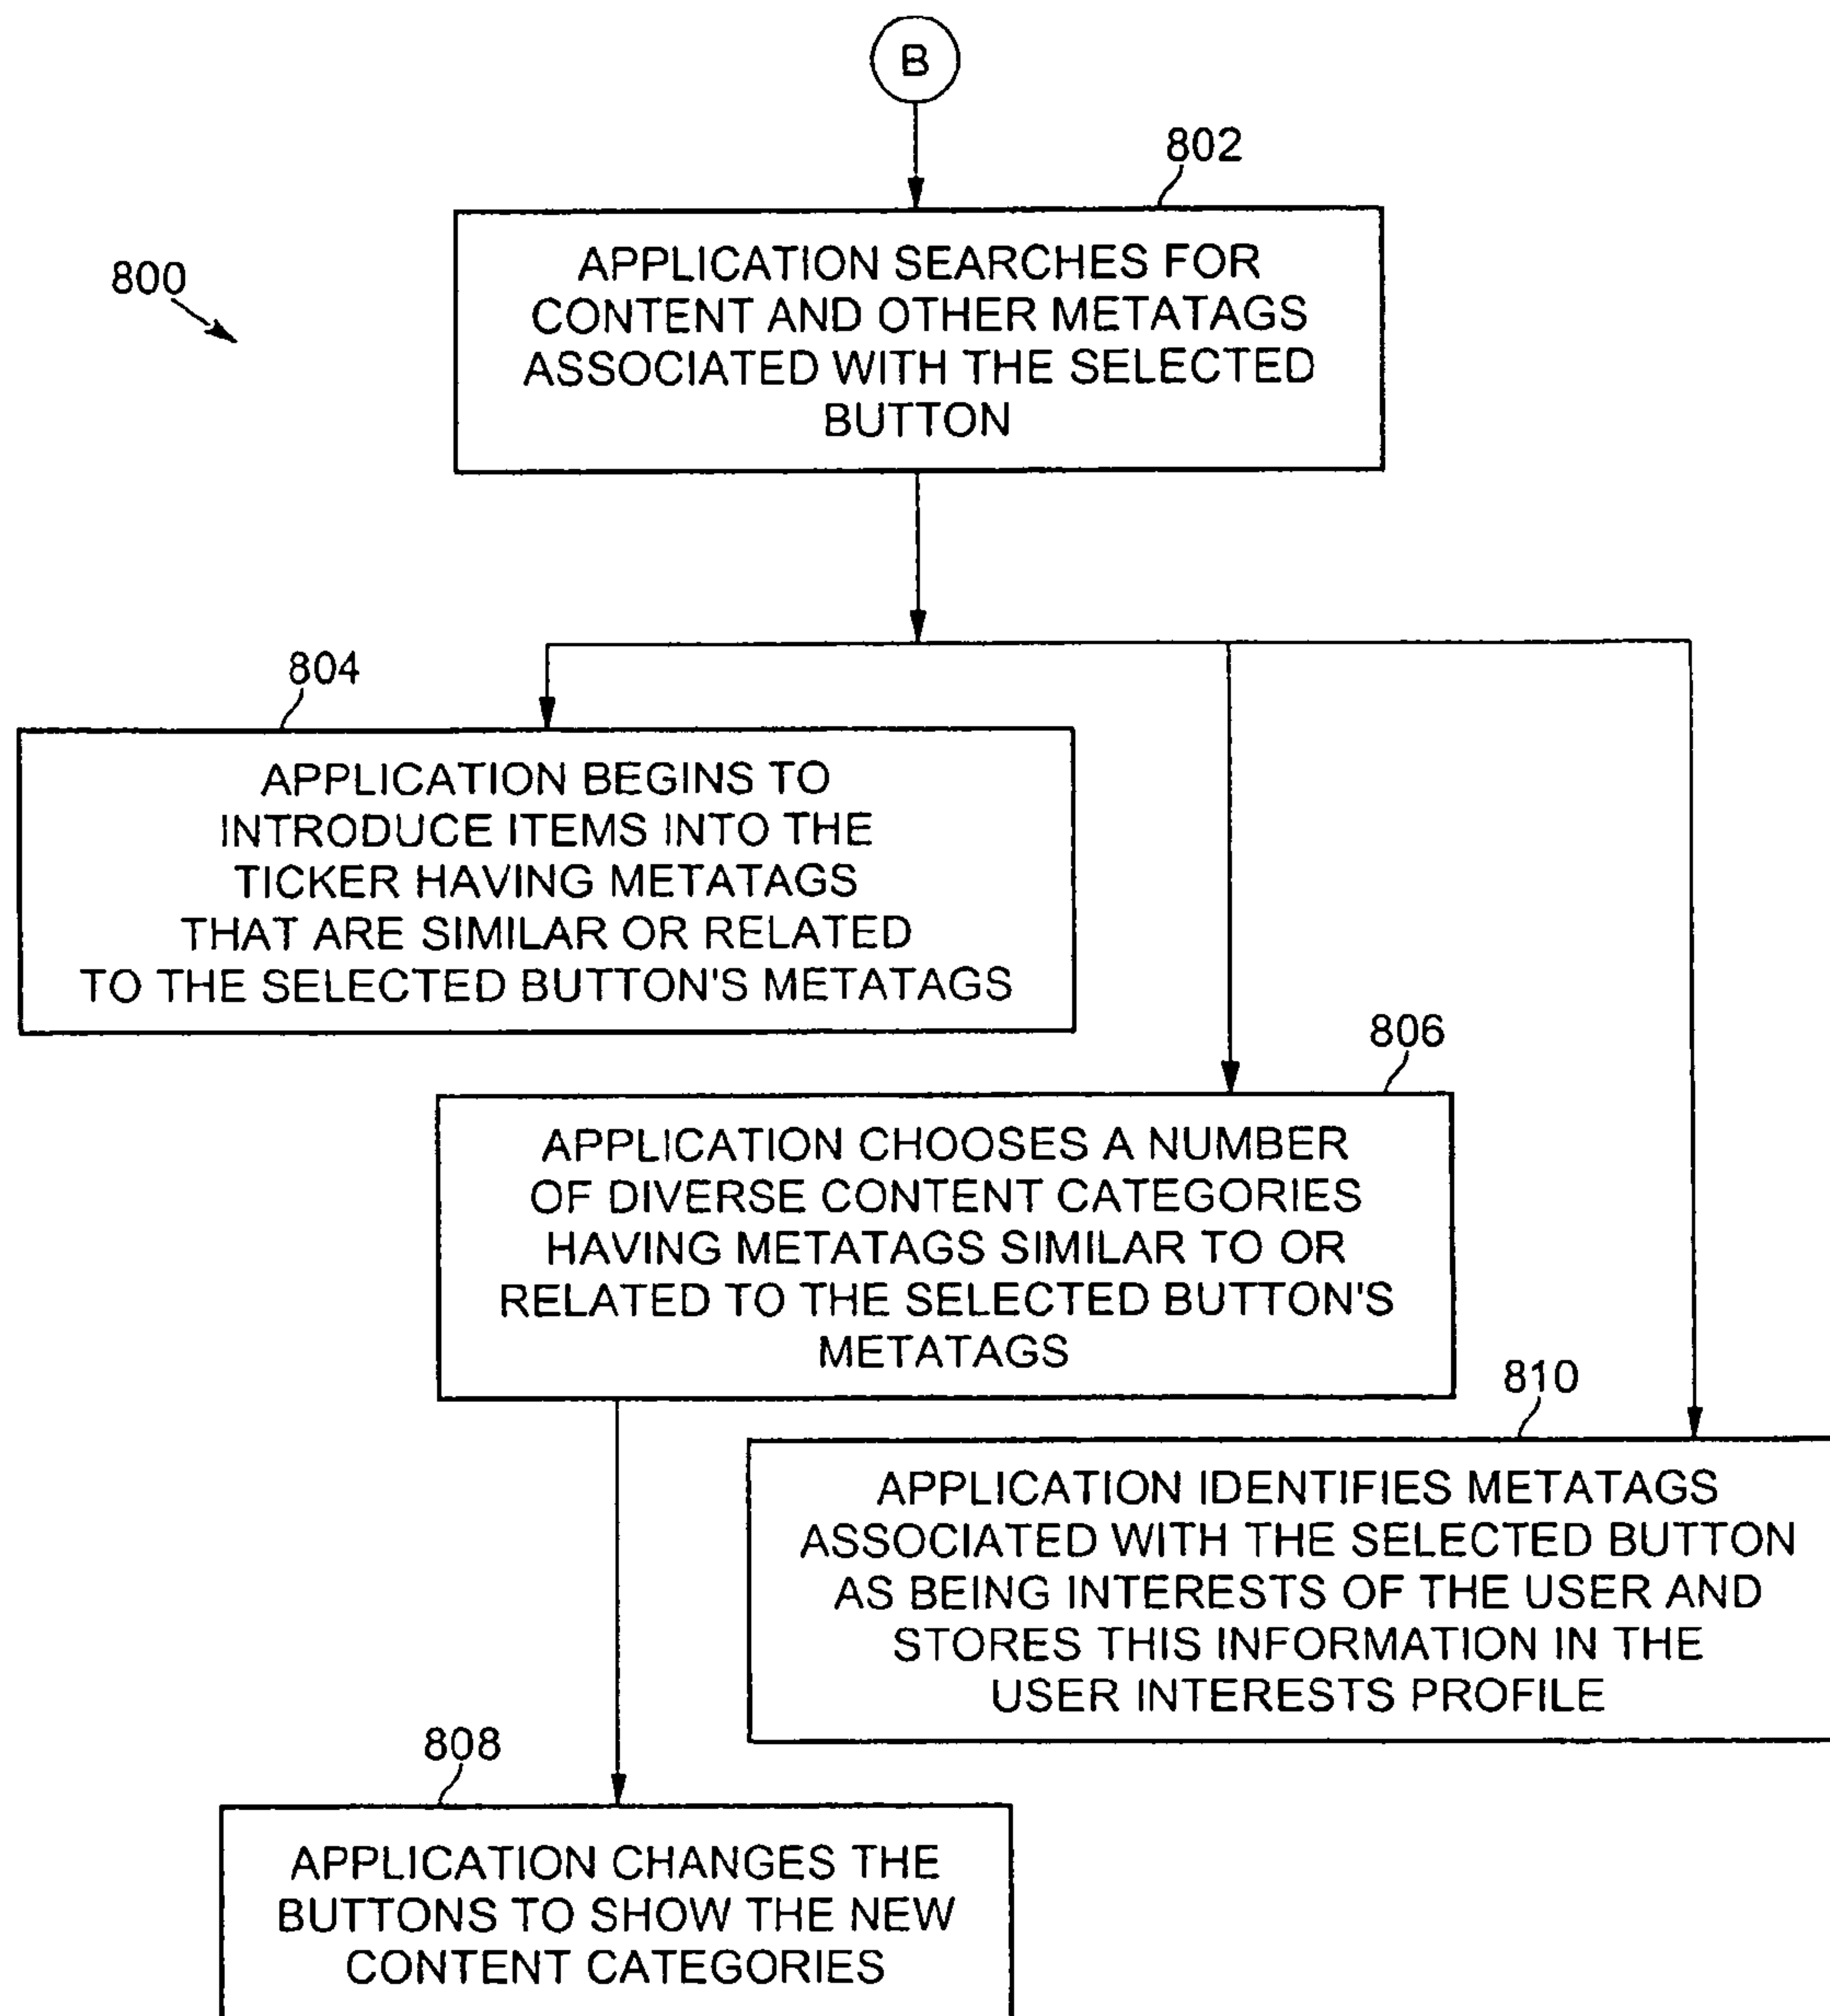 B
802
800
APPLICATION SEARCHES FOR
CONTENT AND OTHER METATAGS
ASSOCIATED WITH THE SELECTED
BUTTON
804
APPLICATION BEGINS TO
INTRODUCE ITEMS INTO THE
TICKER HAVING METATAGS
THAT ARE SIMILAR OR RELATED
TO THE SELECTED BUTTON'S METATAGS
806
APPLICATION CHOOSES A NUMBER
OF DIVERSE CONTENT CATEGORIES
HAVING METATAGS SIMILAR TO OR
RELATED TO THE SELECTED BUTTON'S
METATAGS
810
APPLICATION IDENTIFIES METATAGS
ASSOCIATED WITH THE SELECTED BUTTON
AS BEING INTERESTS OF THE USER AND
STORES THIS INFORMATION IN THE
USER INTERESTS PROFILE
808
APPLICATION CHANGES THE
BUTTONS TO SHOW THE NEW
CONTENT CATEGORIES